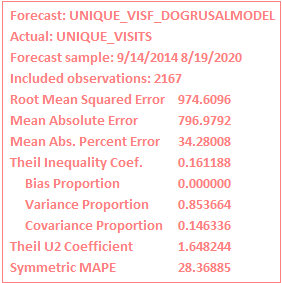 Forecast: UNIQUE_VISF_DOGRUSALMODEL
Actual: UNIQUE_VISITS
Forecast sample: 9/14/2014 8/19/2020
Included observations: 2167
Root Mean Squared Error 974.6096
Mean Absolute Error 796.9792
Mean Abs. Percent Error 34.28008
Theil Inequality Coef. 0.161188
Bias Proportion 0.000000
Variance Proportion 0.853664
Covariance Proportion 0.146336
Theil U2 Coefficient 1.648244
Symmetric MAPE 28.36885